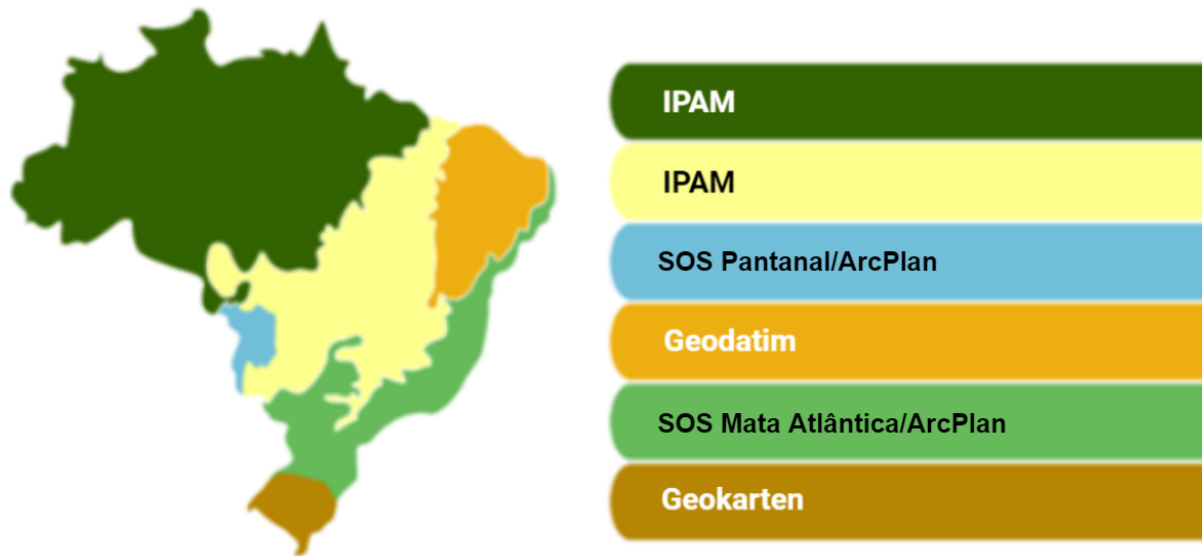 IPAM
IPAM
SOS Pantanal/ArcPlan
Geodatim
SOS Mata Atlântica/ArcPlan
Geokarten